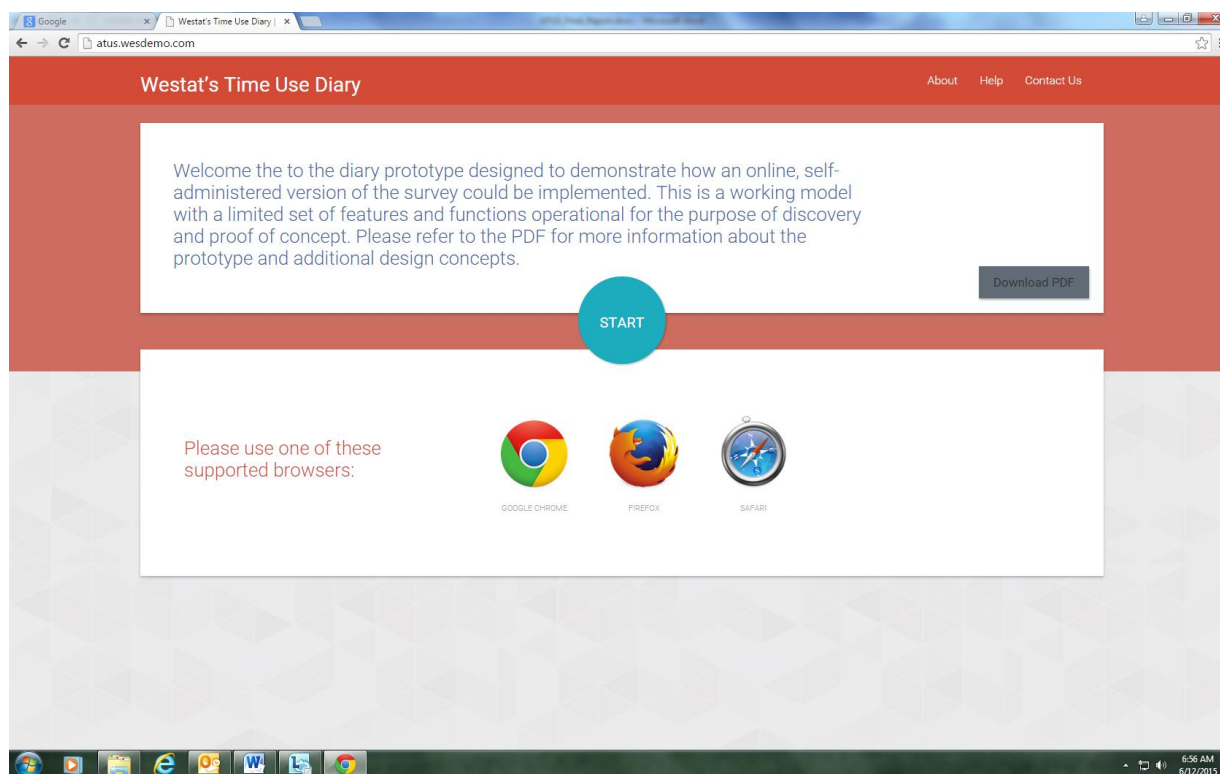 Google
Westat's Time Use Diary |
atus.wesdemo.com
Westat's Time Use Diary
About Help Contact Us
Welcome the to the diary prototype designed to demonstrate how an online, self-
administered version of the survey could be implemented. This is a working model
with a limited set of features and functions operational for the purpose of discovery
and proof of concept. Please refer to the PDF for more information about the
prototype and additional design concepts.
Download PDF
START
Please use one of these
supported browsers:
GOOGLE CHROME FIREFOX SAFARI
6:56 AM
6/12/2015